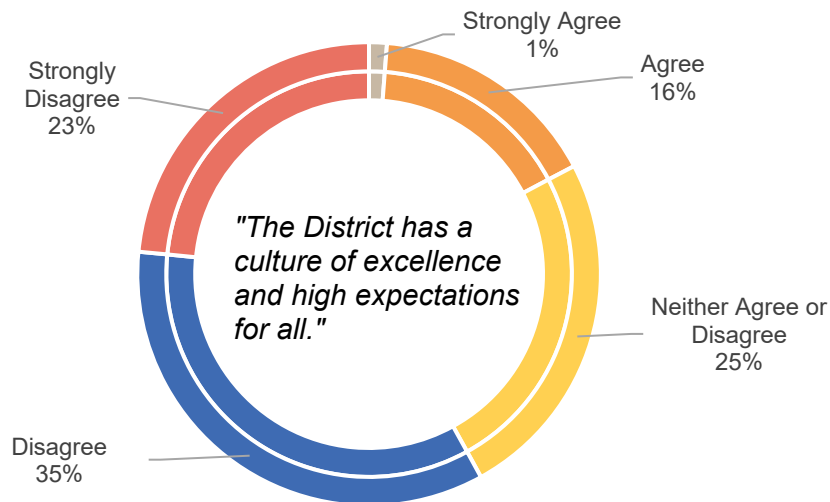 Strongly Agree
1%
Agree
16%
Strongly
Disagree
23%
"The District has a
culture of excellence
and high expectations
for all."
Neither Agree or
Disagree
25%
Disagree
35%